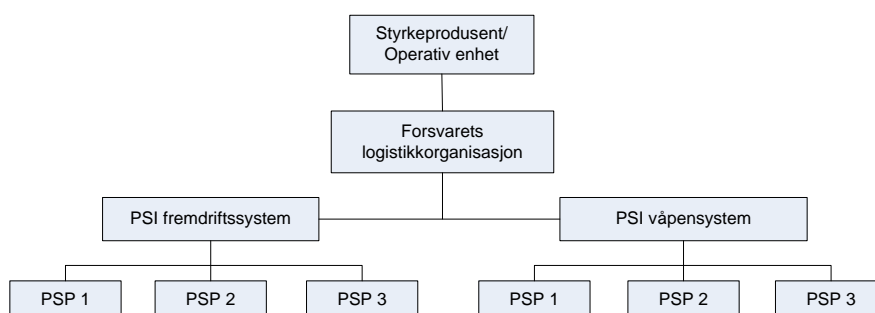 Styrkeprodusent/
Operativ enhet
Forsvarets
logistikkorganisasjon
PSI fremdriftssystem
PSI våpensystem
PSP 1
PSP 2
PSP 3
PSP 1
PSP 2
PSP 3